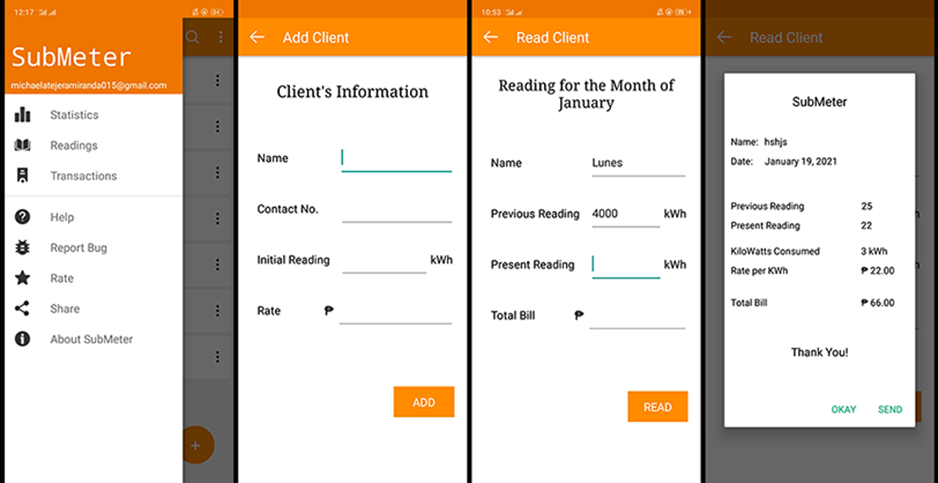 12:17
SubMeter
michaelatejeramiranda015@gmail.com
Statistics
Readings
Transactions
Help
Report Bug
Rate
Share
About SubMeter
Add Client
Client's Information
Name
Contact No.
Initial Reading kWh
Rate ₱
ADD
10:53
Read Client
Reading for the Month of
January
Name Lunes
Previous Reading 4000 kWh
Present Reading kWh
Total Bill ₱
READ
Read Client
SubMeter
Name: hshjs
Date: January 19, 2021
Previous Reading 25
Present Reading 22
KiloWatts Consumed 3 kWh
Rate per KWh ₱ 22.00
Total Bill ₱ 66.00
Thank You!
OKAY SEND